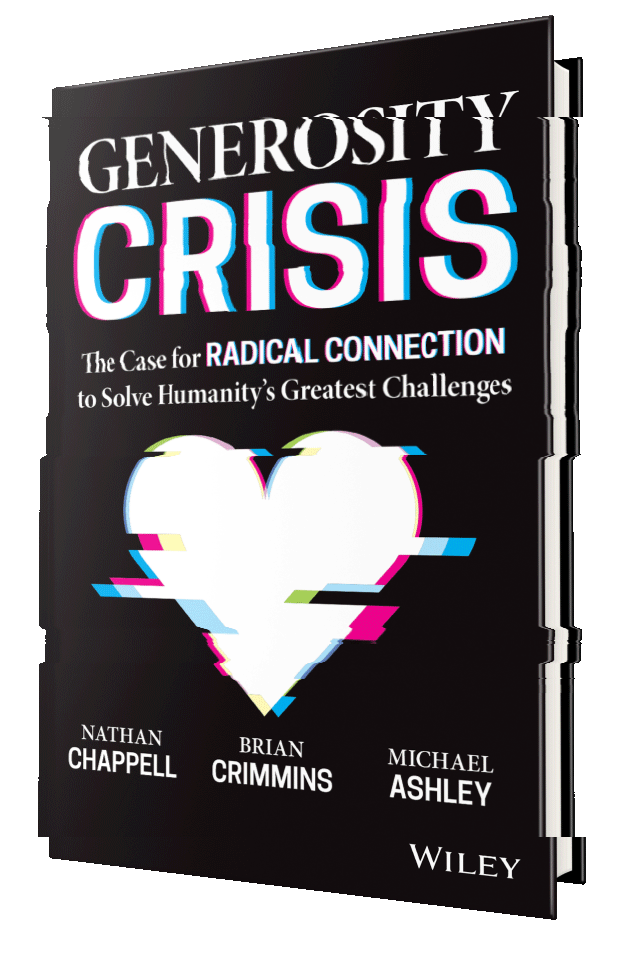 GENEROSITY
CRISIS
The Case for RADICAL CONNECTION
to Solve Humanity's Greatest Challenges
NATHAN
CHAPPELL
BRIAN
CRIMMINS
MICHAEL
ASHLEY
WILEY